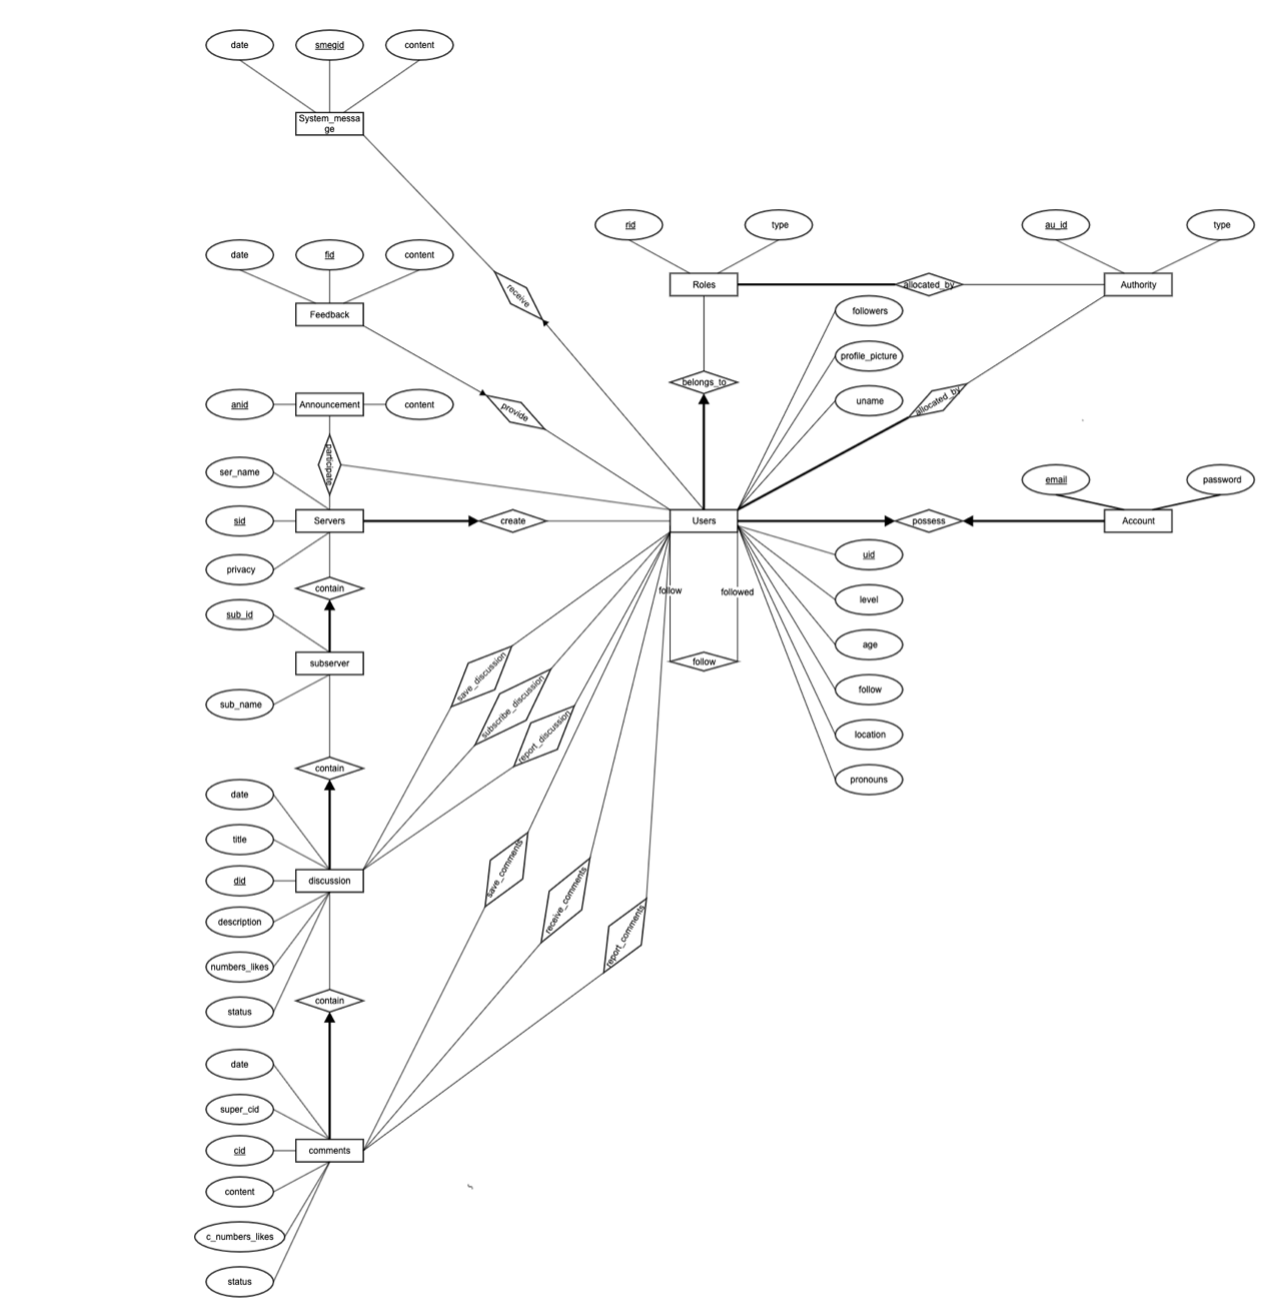 date
smegid
content
System_messa
ge
receive
rid
type
au_id
type
date
fid
content
Roles
allocated_by
Authority
Feedback
followers
profile_picture
belongs_to
uname
allocated_by
anid
Announcement
content
provide
participate
ser_name
email
password
sid
Servers
create
Users
possess
Account
uid
privacy
contain
follow
followed
level
sub_id
age
subserver
follow
save_discussion
follow
sub_name
subscribe_discussion
location
report_discussion
contain
pronouns
date
title
did
discussion
save_comments
description
receive_comments
report_comments
numbers_likes
contain
status
date
super_cid
cid
comments
content
c_numbers_likes
status